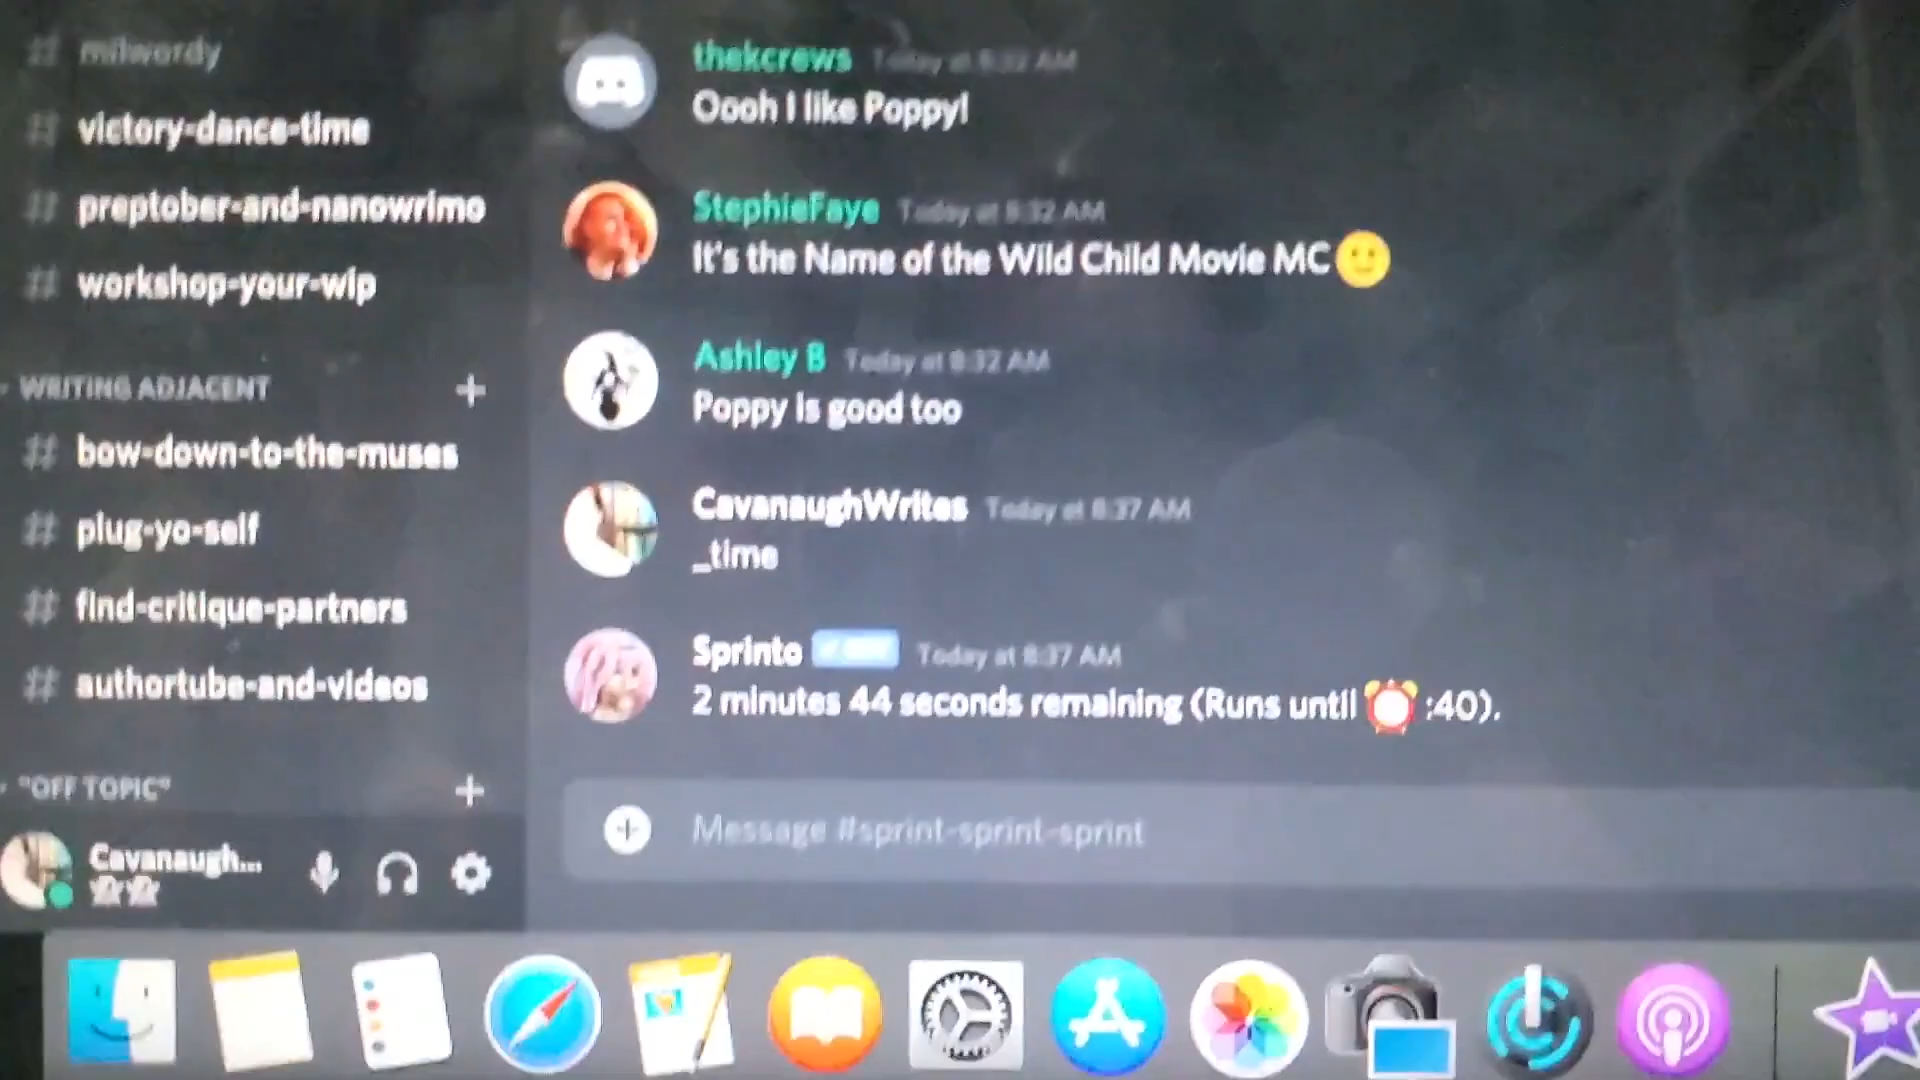 # milwordy
# victory-dance-time
# preptober-and-nanowrimo
# workshop-your-wip
WRITING ADJACENT +
# bow-down-to-the-muses
# plug-yo-self
# find-critique-partners
# authortube-and-videos
"OFF TOPIC" +
Cavanaugh...
thekcrews Today at 8:32 AM
Oooh I like Poppy!
StephieFaye Today at 8:32 AM
It's the Name of the Wild Child Movie MC 🙂
Ashley B Today at 8:32 AM
Poppy is good too
CavanaughWrites Today at 8:37 AM
_time
Sprinto BOT Today at 8:37 AM
2 minutes 44 seconds remaining (Runs until ⏰ :40).
Message #sprint-sprint-sprint